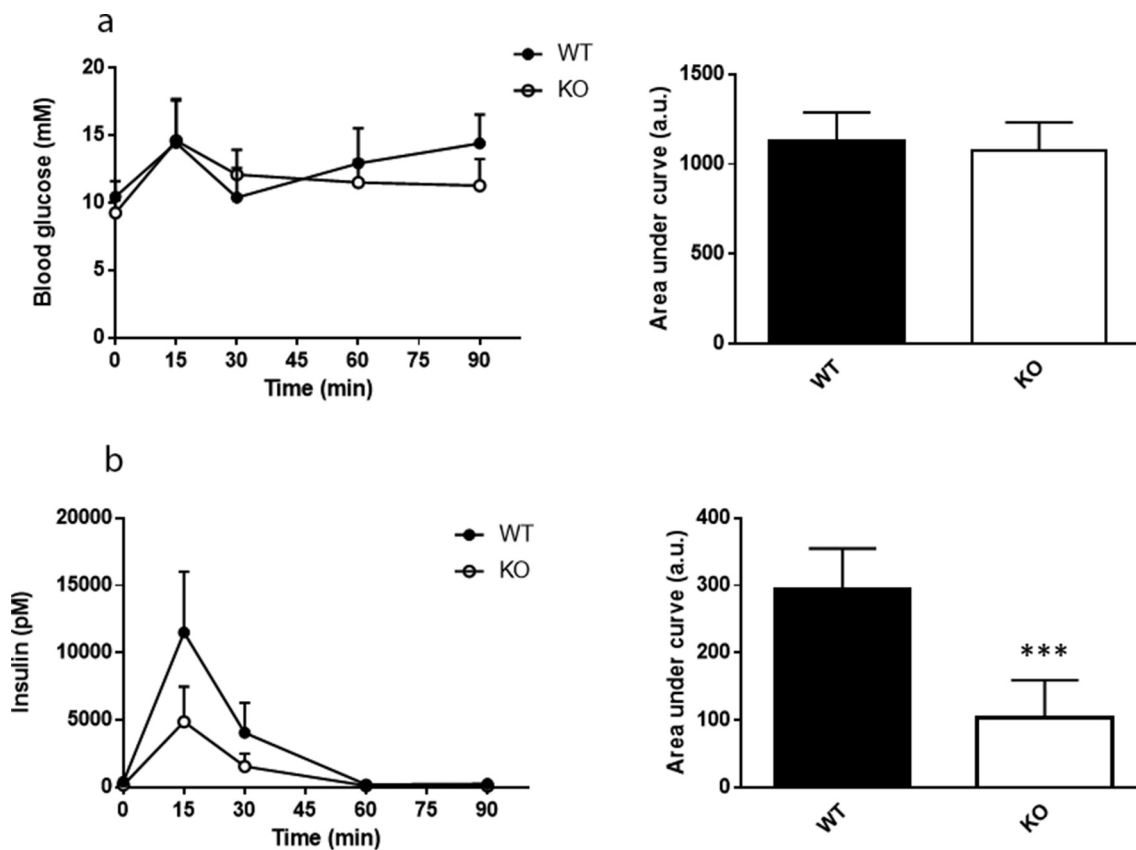 a
WT
KO
Blood glucose (mM)
20
15
10
5
0
0 15 30 45 60 75 90
Time (min)
Area under curve (a.u.)
1500
1000
500
0
WT KO
b
WT
KO
Insulin (pM)
20000
15000
10000
5000
0
0 15 30 45 60 75 90
Time (min)
Area under curve (a.u.)
400
300
200
100
0
***
WT KO